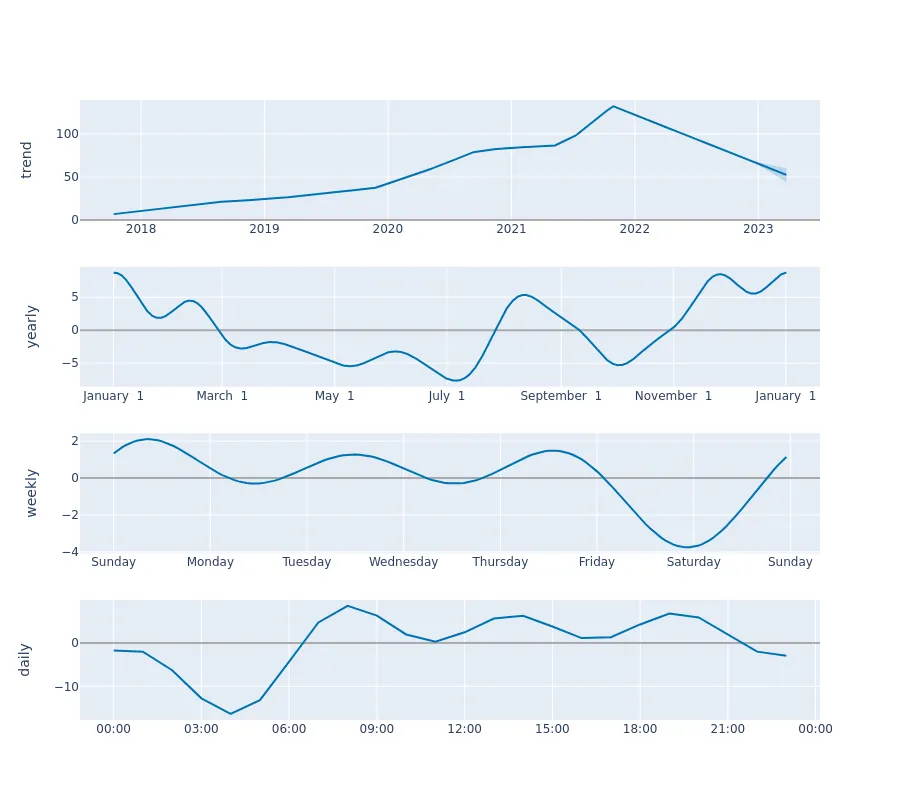 trend
100
50
0
2018 2019 2020 2021 2022 2023
yearly
5
0
−5
January 1 March 1 May 1 July 1 September 1 November 1 January 1
weekly
2
0
−2
−4
Sunday Monday Tuesday Wednesday Thursday Friday Saturday Sunday
daily
0
−10
00:00 03:00 06:00 09:00 12:00 15:00 18:00 21:00 00:00